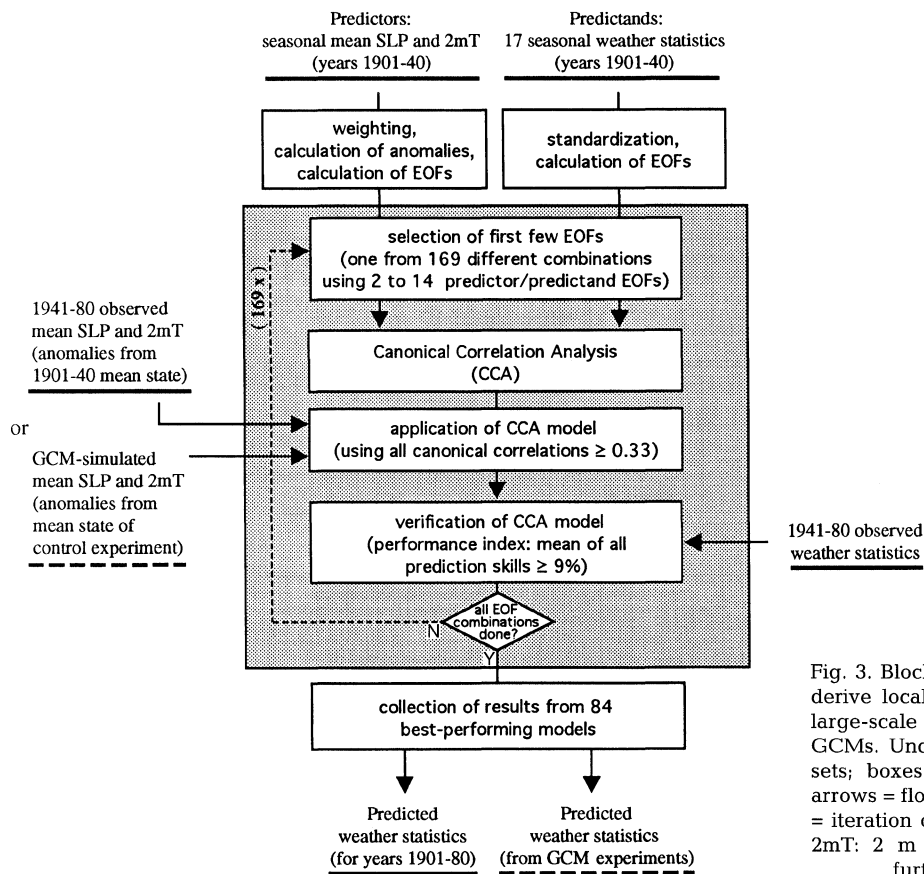 Predictors:
seasonal mean SLP and 2mT
(years 1901-40)
Predictands:
17 seasonal weather statistics
(years 1901-40)
weighting,
calculation of anomalies,
calculation of EOFs
standardization,
calculation of EOFs
selection of first few EOFs
(one from 169 different combinations
using 2 to 14 predictor/predictand EOFs)
(169 x)
1941-80 observed
mean SLP and 2mT
(anomalies from
1901-40 mean state)
Canonical Correlation Analysis
(CCA)
or
application of CCA model
(using all canonical correlations ≥ 0.33)
GCM-simulated
mean SLP and 2mT
(anomalies from
mean state of
control experiment)
verification of CCA model
(performance index: mean of all
prediction skills ≥ 9%)
1941-80 observed
weather statistics
all EOF
combinations
done?
N
Y
collection of results from 84
best-performing models
Predicted
weather statistics
(for years 1901-80)
Predicted
weather statistics
(from GCM experiments)
Fig. 3. Bloc
derive local
large-scale
GCMs. Und
sets; boxes
arrows = flo
= iteration c
2mT: 2 m
furt